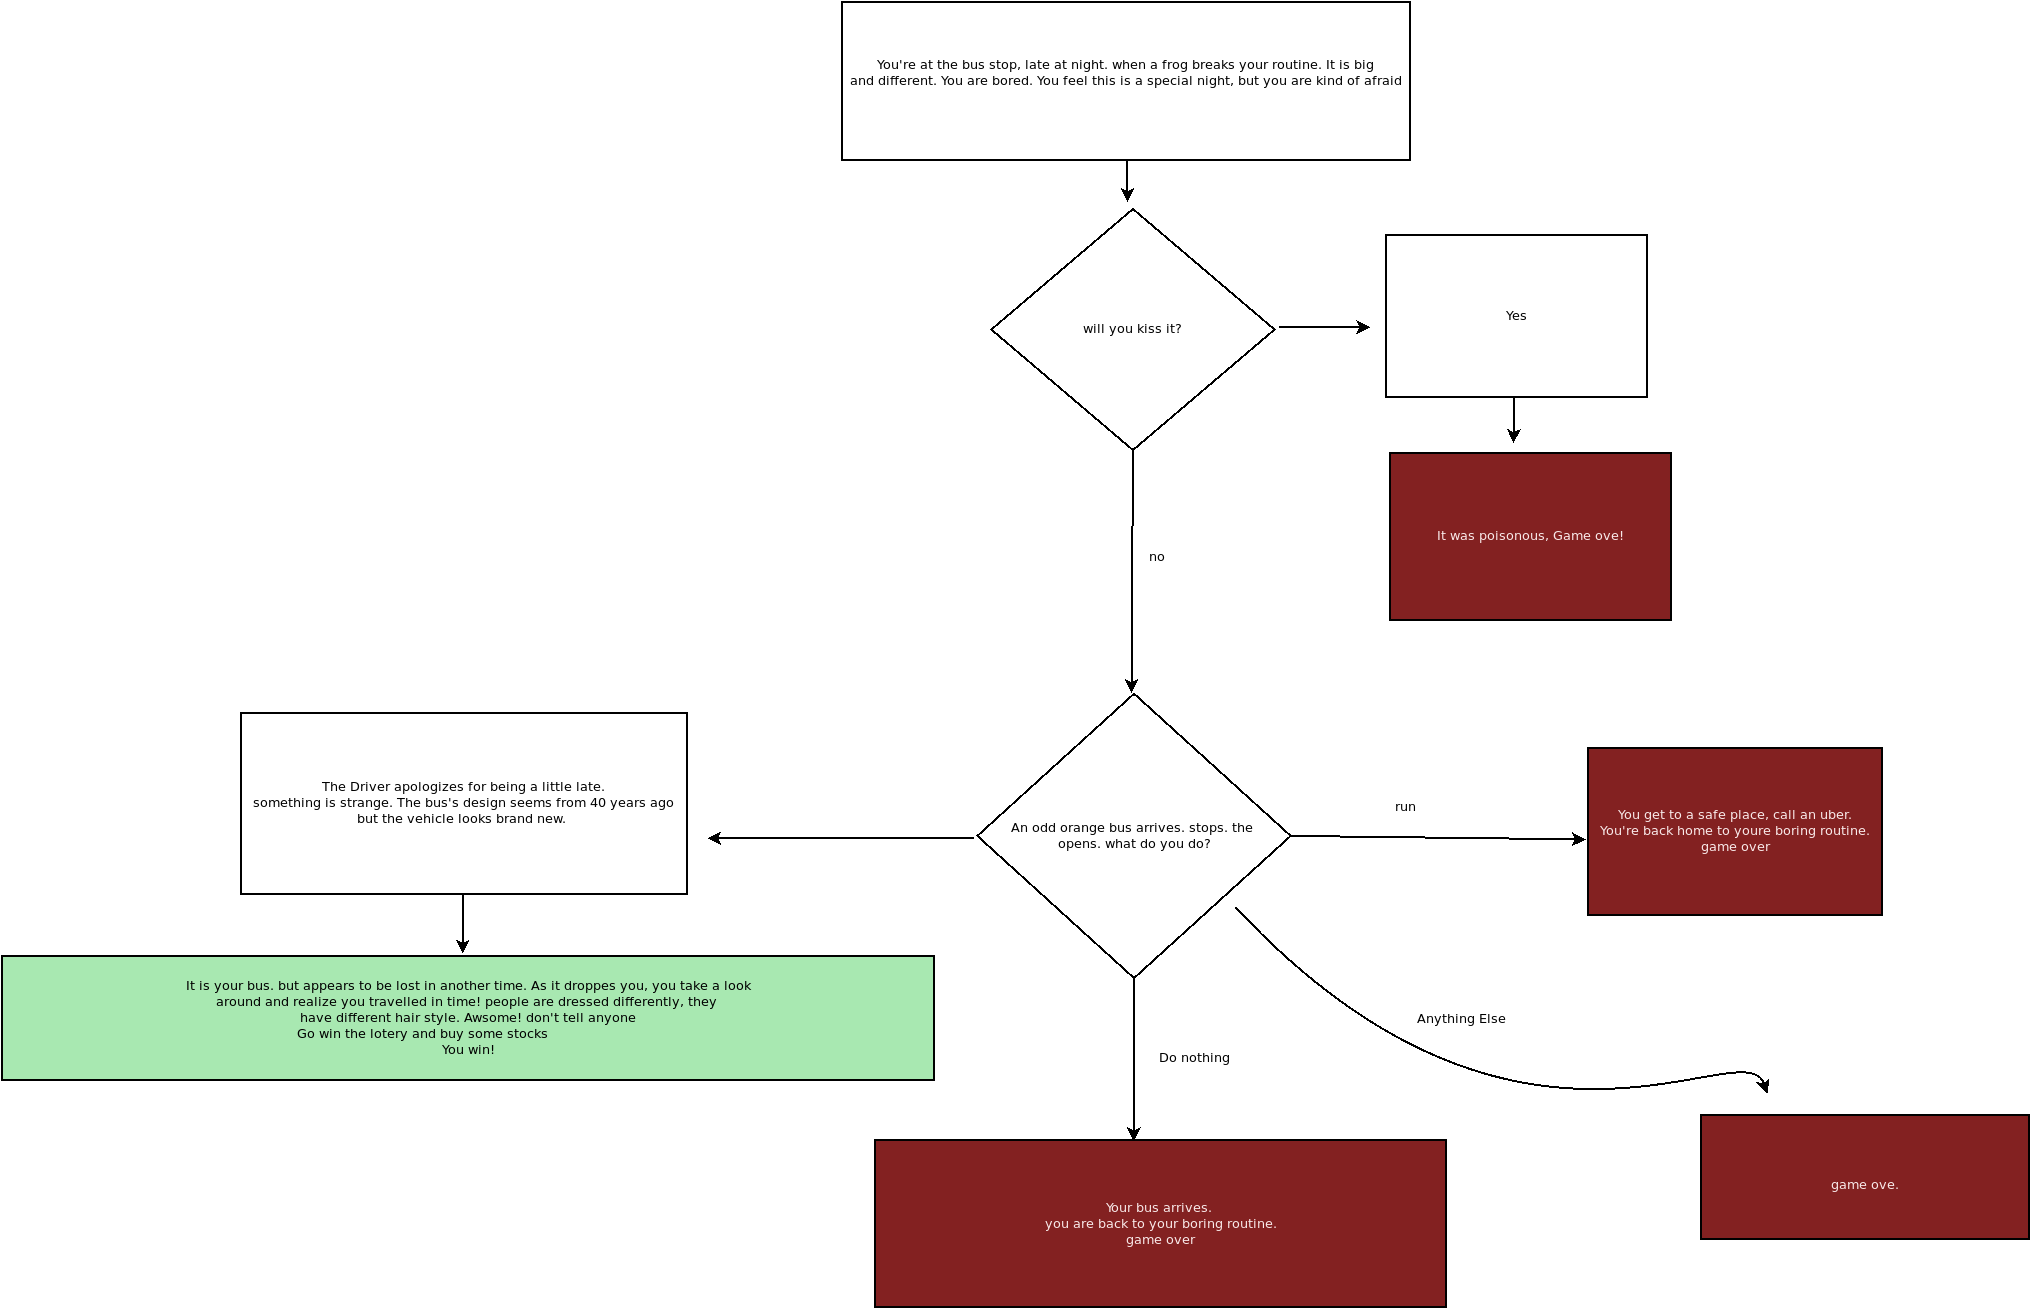 You're at the bus stop, late at night. when a frog breaks your routine. It is big
and different. You are bored. You feel this is a special night, but you are kind of afraid
will you kiss it?
Yes
It was poisonous, Game ove!
no
The Driver apologizes for being a little late.
something is strange. The bus's design seems from 40 years ago
but the vehicle looks brand new.
An odd orange bus arrives. stops. the
opens. what do you do?
run
You get to a safe place, call an uber.
You're back home to youre boring routine.
game over
It is your bus. but appears to be lost in another time. As it droppes you, you take a look
around and realize you travelled in time! people are dressed differently, they
have different hair style. Awsome! don't tell anyone
Go win the lotery and buy some stocks
You win!
Anything Else
Do nothing
Your bus arrives.
you are back to your boring routine.
game over
game ove.